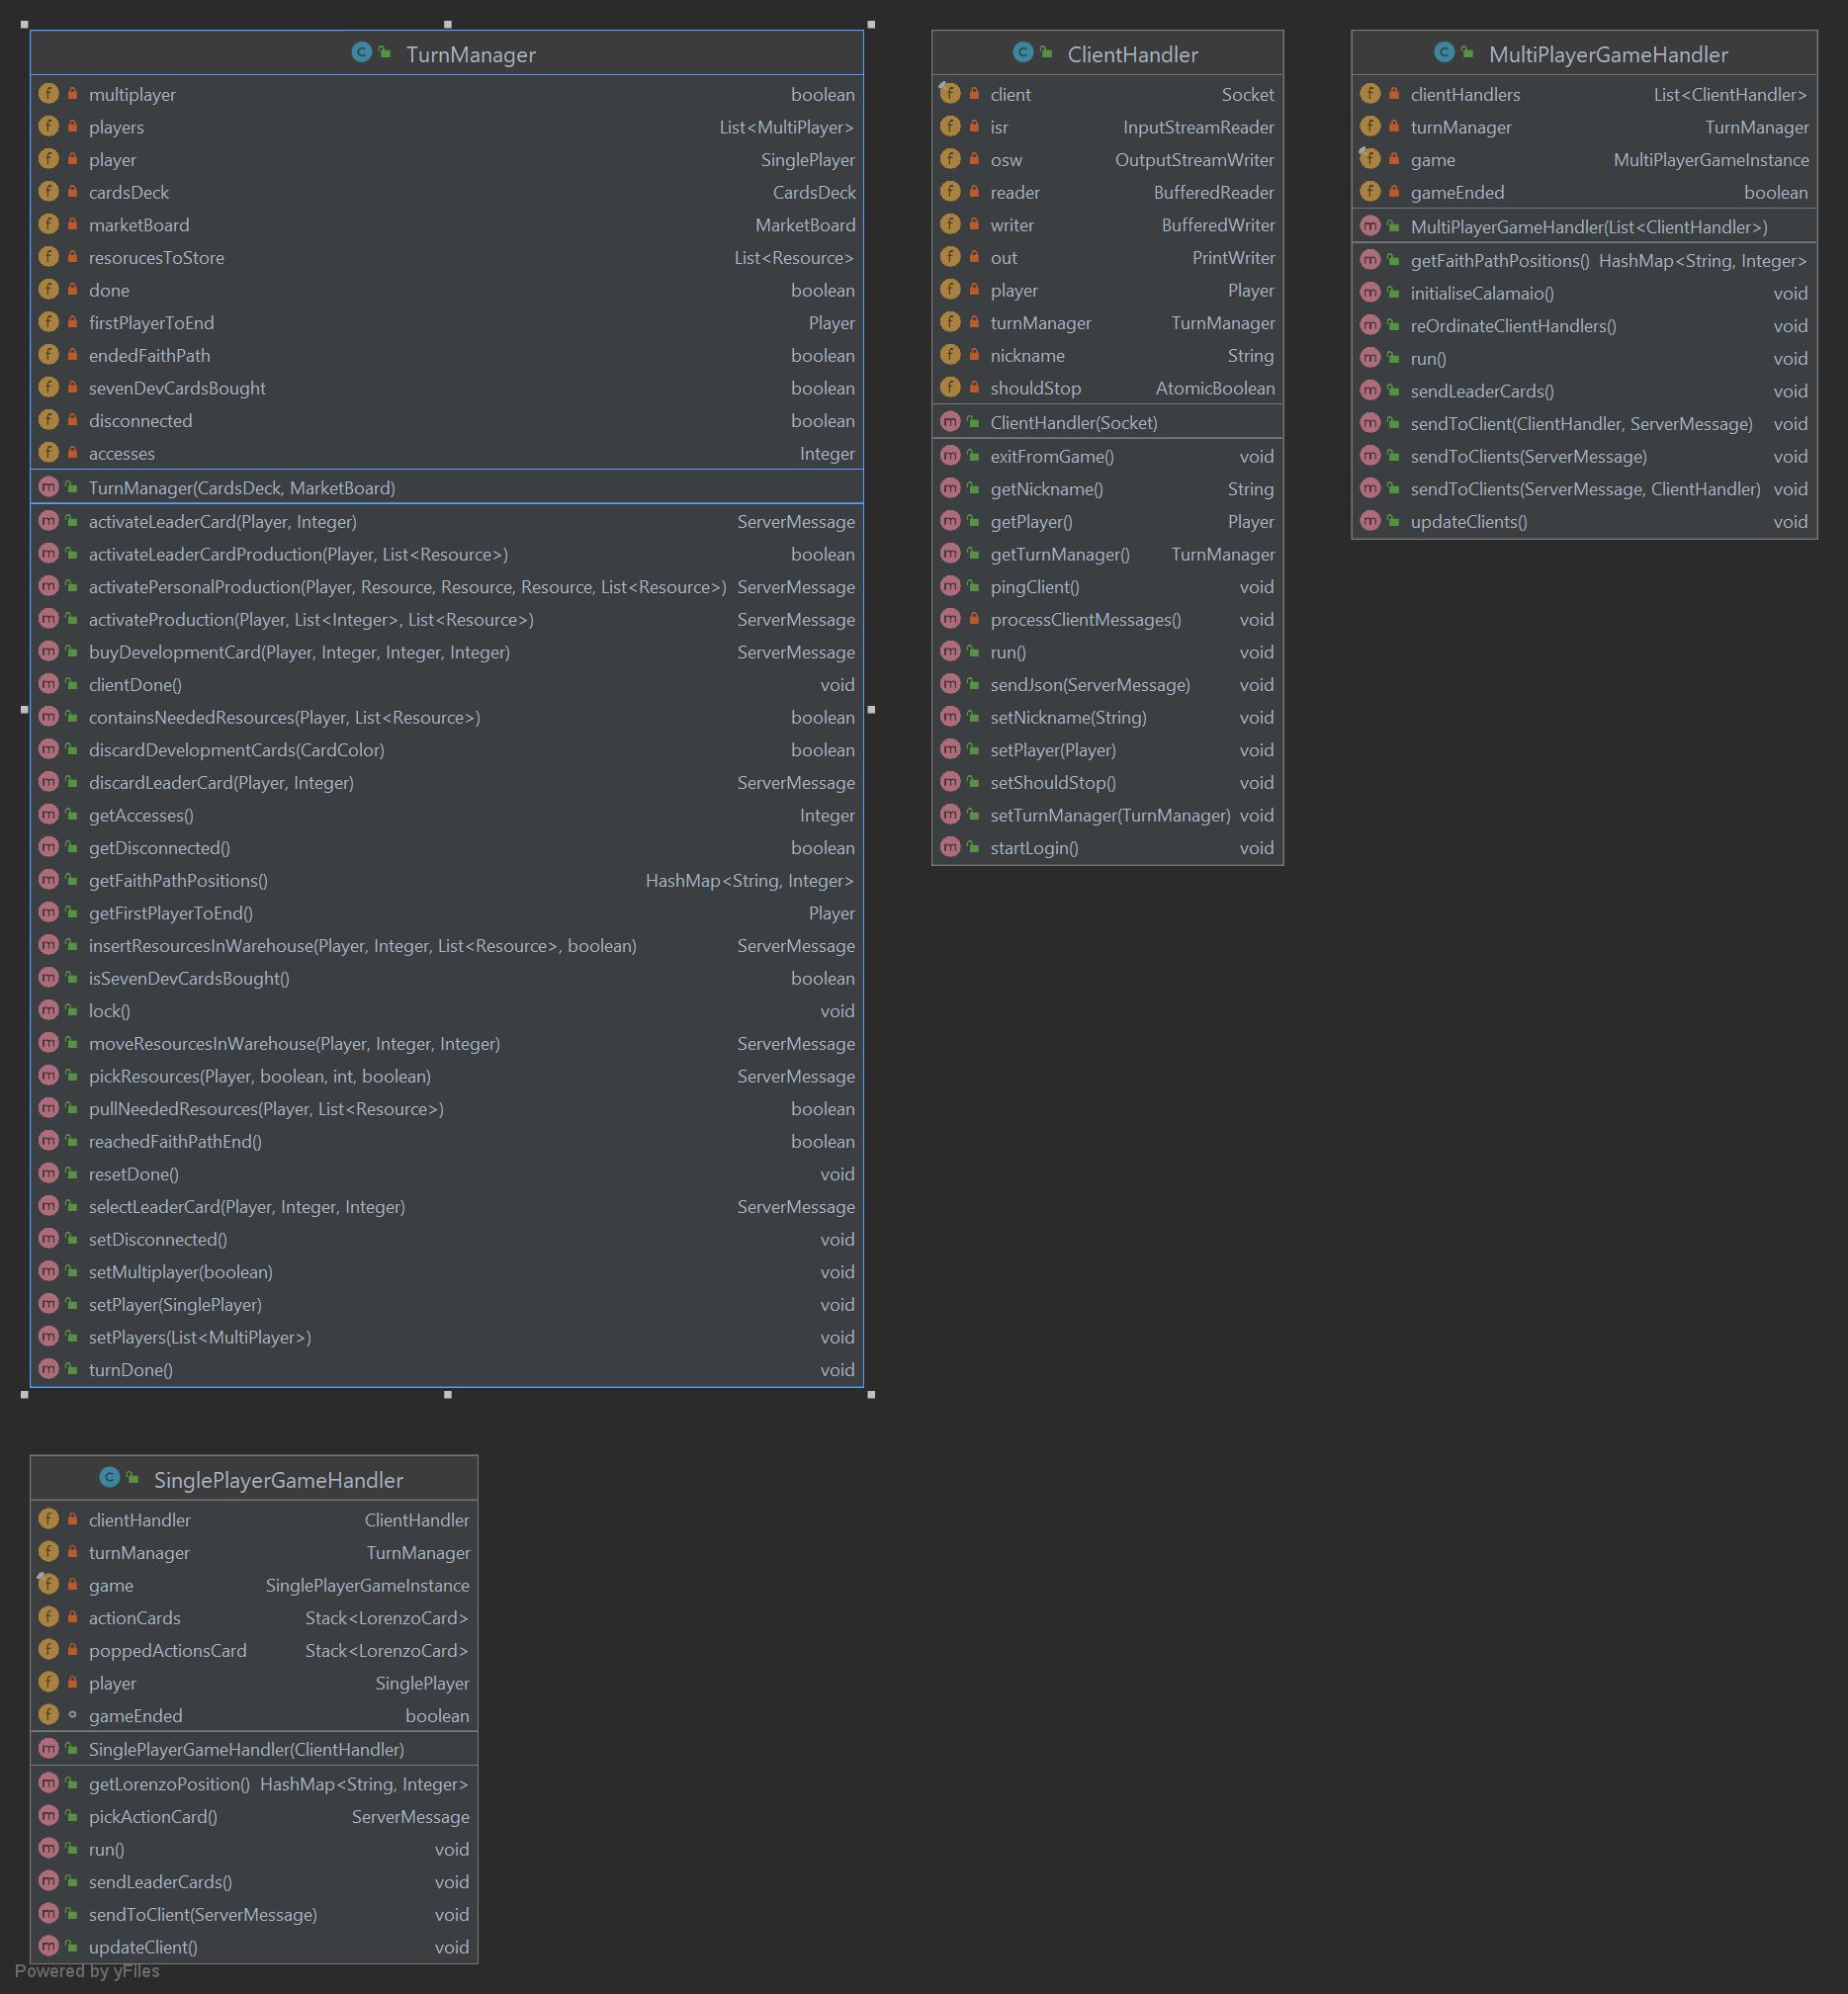 TurnManager
multiplayer boolean
players List<MultiPlayer>
player SinglePlayer
cardsDeck CardsDeck
marketBoard MarketBoard
resorucesToStore List<Resource>
done boolean
firstPlayerToEnd Player
endedFaithPath boolean
sevenDevCardsBought boolean
disconnected boolean
accesses Integer
TurnManager(CardsDeck, MarketBoard)
activateLeaderCard(Player, Integer) ServerMessage
activateLeaderCardProduction(Player, List<Resource>) boolean
activatePersonalProduction(Player, Resource, Resource, Resource, List<Resource>) ServerMessage
activateProduction(Player, List<Integer>, List<Resource>) ServerMessage
buyDevelopmentCard(Player, Integer, Integer, Integer) ServerMessage
clientDone() void
containsNeededResources(Player, List<Resource>) boolean
discardDevelopmentCards(CardColor) boolean
discardLeaderCard(Player, Integer) ServerMessage
getAccesses() Integer
getDisconnected() boolean
getFaithPathPositions() HashMap<String, Integer>
getFirstPlayerToEnd() Player
insertResourcesInWarehouse(Player, Integer, List<Resource>, boolean) ServerMessage
isSevenDevCardsBought() boolean
lock() void
moveResourcesInWarehouse(Player, Integer, Integer) ServerMessage
pickResources(Player, boolean, int, boolean) ServerMessage
pullNeededResources(Player, List<Resource>) boolean
reachedFaithPathEnd() boolean
resetDone() void
selectLeaderCard(Player, Integer, Integer) ServerMessage
setDisconnected() void
setMultiplayer(boolean) void
setPlayer(SinglePlayer) void
setPlayers(List<MultiPlayer>) void
turnDone() void
ClientHandler
client Socket
isr InputStreamReader
osw OutputStreamWriter
reader BufferedReader
writer BufferedWriter
out PrintWriter
player Player
turnManager TurnManager
nickname String
shouldStop AtomicBoolean
ClientHandler(Socket)
exitFromGame() void
getNickname() String
getPlayer() Player
getTurnManager() TurnManager
pingClient() void
processClientMessages() void
run() void
sendJson(ServerMessage) void
setNickname(String) void
setPlayer(Player) void
setShouldStop() void
setTurnManager(TurnManager) void
startLogin() void
MultiPlayerGameHandler
clientHandlers List<ClientHandler>
turnManager TurnManager
game MultiPlayerGameInstance
gameEnded boolean
MultiPlayerGameHandler(List<ClientHandler>)
getFaithPathPositions() HashMap<String, Integer>
initialiseCalamaio() void
reOrdinateClientHandlers() void
run() void
sendLeaderCards() void
sendToClient(ClientHandler, ServerMessage) void
sendToClients(ServerMessage) void
sendToClients(ServerMessage, ClientHandler) void
updateClients() void
SinglePlayerGameHandler
clientHandler ClientHandler
turnManager TurnManager
game SinglePlayerGameInstance
actionCards Stack<LorenzoCard>
poppedActionsCard Stack<LorenzoCard>
player SinglePlayer
gameEnded boolean
SinglePlayerGameHandler(ClientHandler)
getLorenzoPosition() HashMap<String, Integer>
pickActionCard() ServerMessage
run() void
sendLeaderCards() void
sendToClient(ServerMessage) void
updateClient() void
Powered by yFiles